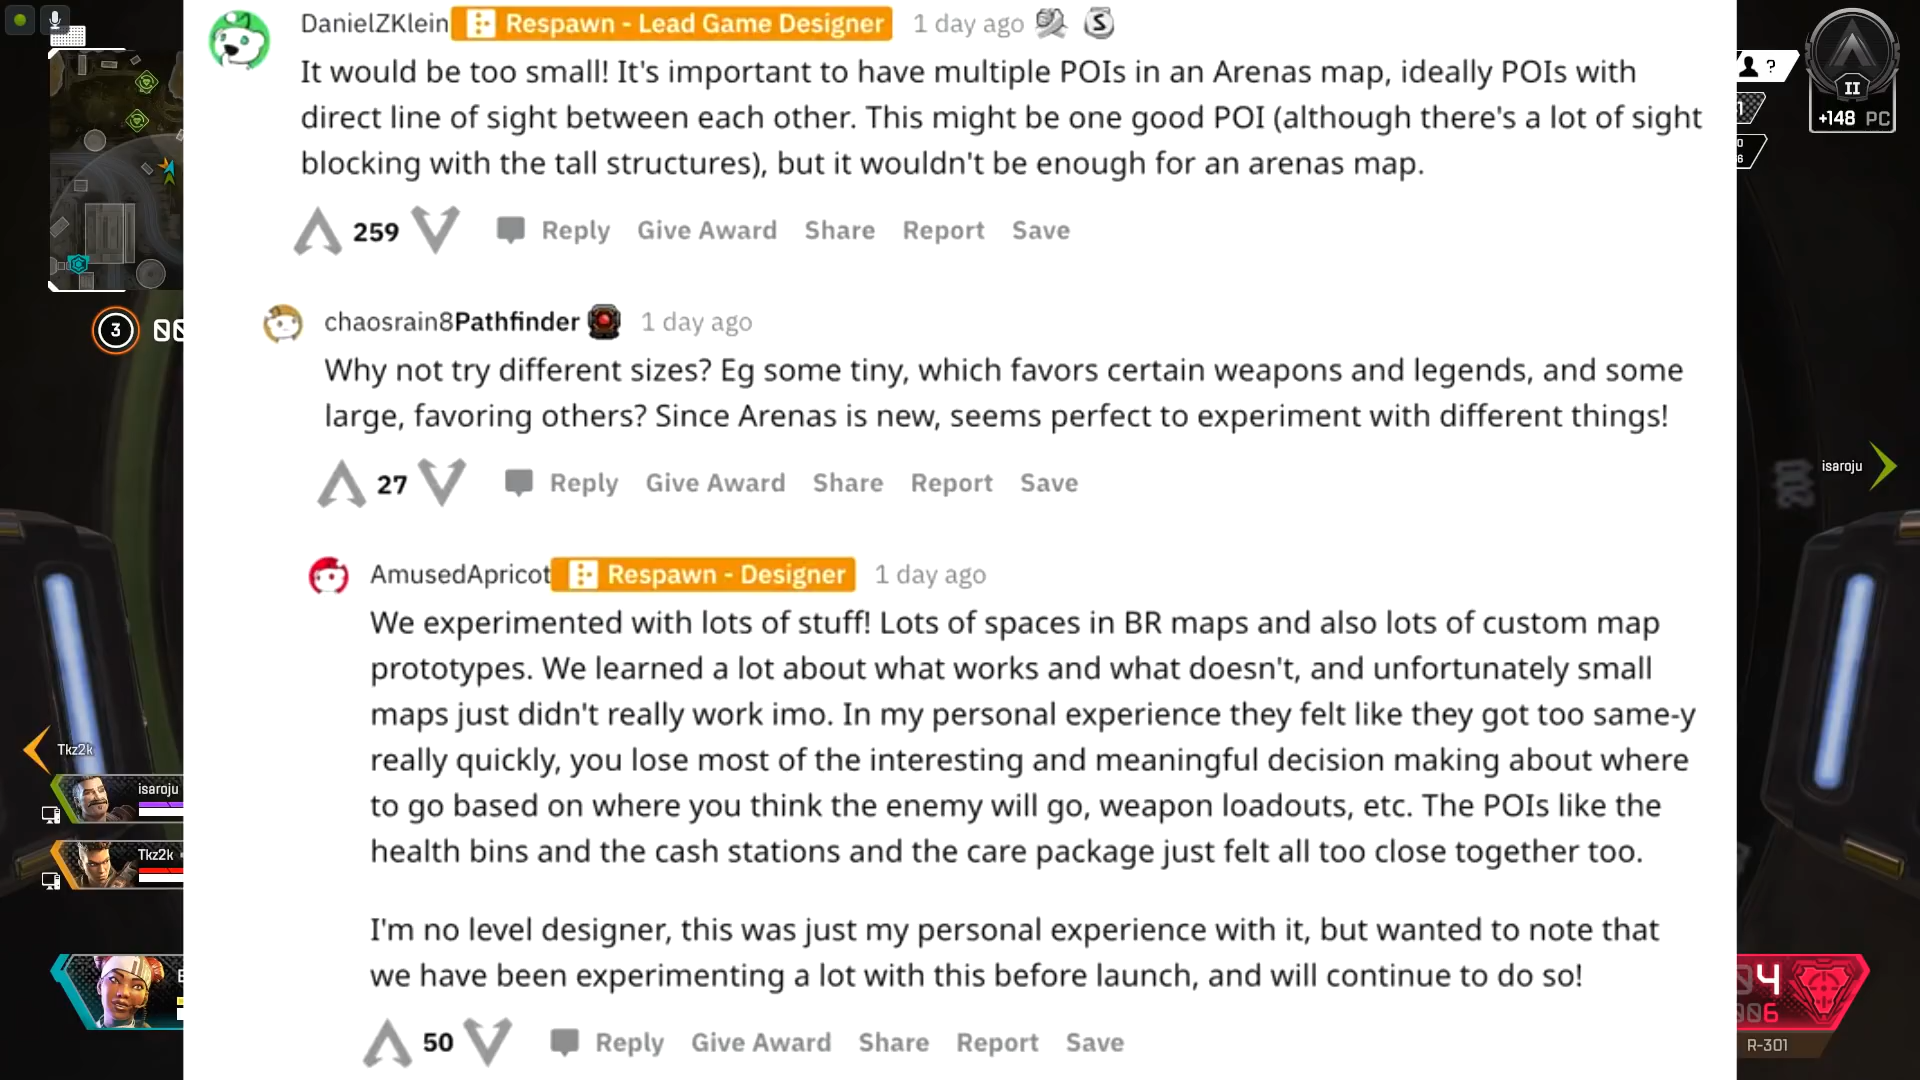 DanielZKlein Respawn - Lead Game Designer 1 day ago S
It would be too small! It's important to have multiple POIs in an Arenas map, ideally POIs with
direct line of sight between each other. This might be one good POI (although there's a lot of sight
blocking with the tall structures), but it wouldn't be enough for an arenas map.
259 Reply Give Award Share Report Save
chaosrain8Pathfinder 1 day ago
Why not try different sizes? Eg some tiny, which favors certain weapons and legends, and some
large, favoring others? Since Arenas is new, seems perfect to experiment with different things!
27 Reply Give Award Share Report Save
AmusedApricot Respawn - Designer 1 day ago
We experimented with lots of stuff! Lots of spaces in BR maps and also lots of custom map
prototypes. We learned a lot about what works and what doesn't, and unfortunately small
maps just didn't really work imo. In my personal experience they felt like they got too same-y
really quickly, you lose most of the interesting and meaningful decision making about where
to go based on where you think the enemy will go, weapon loadouts, etc. The POIs like the
health bins and the cash stations and the care package just felt all too close together too.
I'm no level designer, this was just my personal experience with it, but wanted to note that
we have been experimenting a lot with this before launch, and will continue to do so!
50 Reply Give Award Share Report Save
3 00
Tkz2k
isaroju
Tkz2k
?
II
+148 PC
isaroju
4
R-301